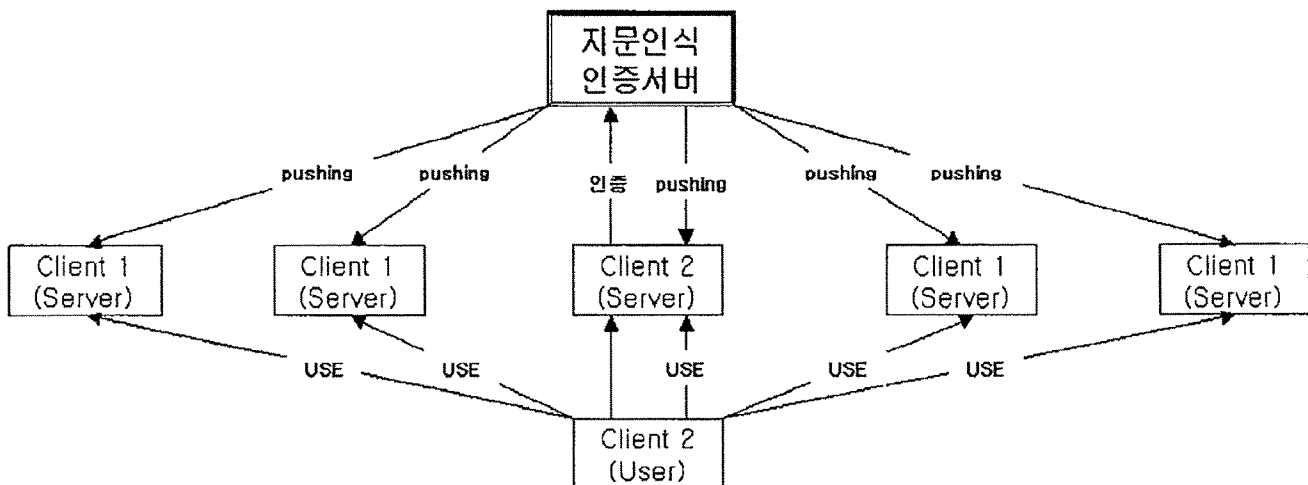 지문인식
인증서버
pushing
pushing
인증
pushing
pushing
pushing
Client 1
(Server)
Client 1
(Server)
Client 2
(Server)
Client 1
(Server)
Client 1
(Server)
USE
USE
USE
USE
USE
Client 2
(User)